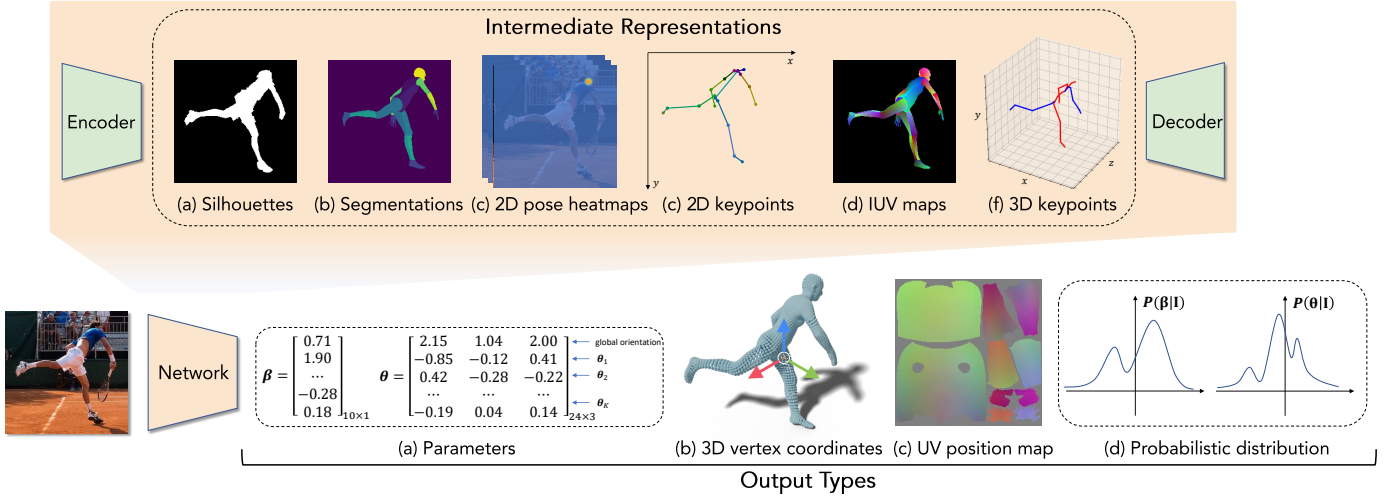 Intermediate Representations
Encoder
x
y
y
x
z
Decoder
(a) Silhouettes
(b) Segmentations
(c) 2D pose heatmaps
(c) 2D keypoints
(d) IUV maps
(f) 3D keypoints
Network
β =
0.71
1.90
⋯
−0.28
0.18
10×1
θ =
2.15 1.04 2.00
−0.85 −0.12 0.41
0.42 −0.28 −0.22
⋯ ⋯ ⋯
−0.19 0.04 0.14
24×3
global orientation
θ1
θ2
θK
P(β|I)
P(θ|I)
(a) Parameters
(b) 3D vertex coordinates
(c) UV position map
(d) Probabilistic distribution
Output Types